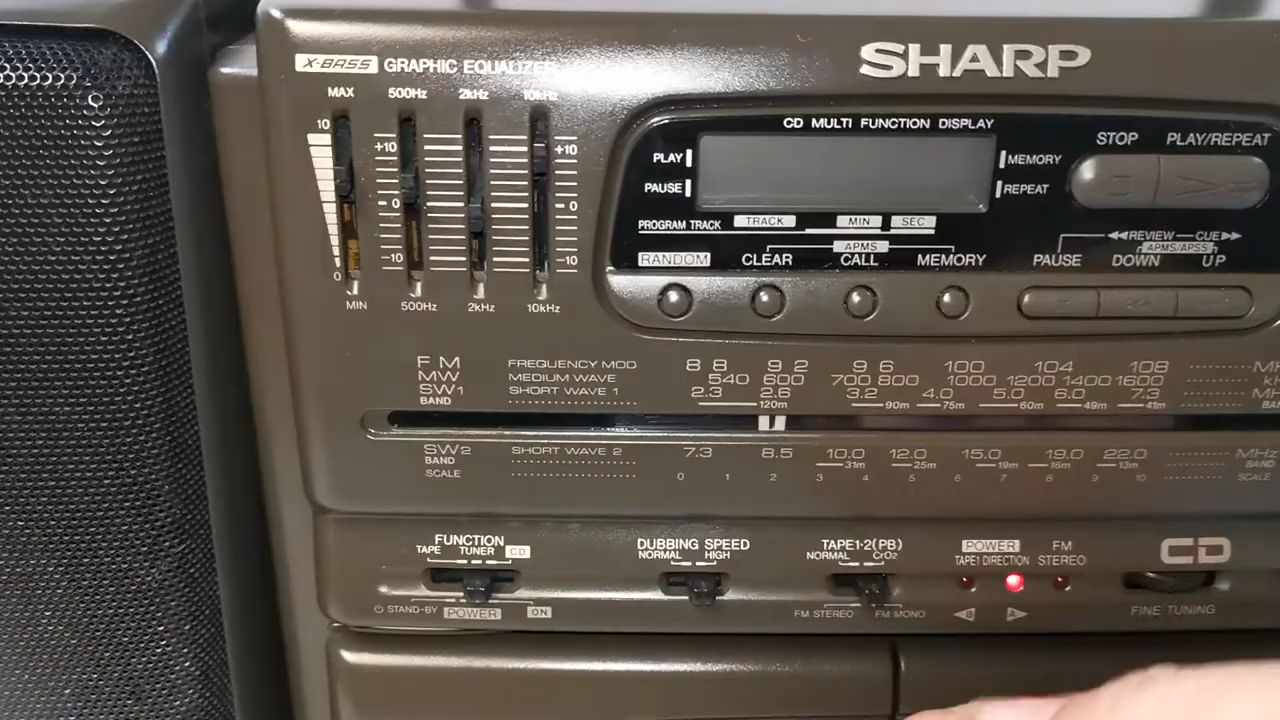 SHARP
X-BASS GRAPHIC EQUALIZER
MAX 500Hz 2kHz 10kHz
10 +10 +10
0 0
0 -10 -10
MIN 500Hz 2kHz 10kHz
CD MULTI FUNCTION DISPLAY
PLAY MEMORY
PAUSE REPEAT
PROGRAM TRACK TRACK MIN SEC
STOP PLAY/REPEAT
APMS
RANDOM CLEAR CALL MEMORY
REVIEW CUE
APMS/APSS
PAUSE DOWN UP
FM FREQUENCY MOD 88 92 96 100 104 108
MW MEDIUM WAVE 540 600 700 800 1000 1200 1400 1600
SW1 SHORT WAVE 1 2.3 2.6 3.2 4.0 5.0 6.0 7.3
BAND 120m 90m 75m 60m 49m 41m
SW2 SHORT WAVE 2 7.3 8.5 10.0 12.0 15.0 19.0 22.0 MHz
BAND 31m 25m 19m 16m 13m BAND
SCALE 0 1 2 3 4 5 6 7 8 9 10 SCALE
FUNCTION
TAPE TUNER CD
STAND-BY POWER ON
DUBBING SPEED
NORMAL HIGH
TAPE1·2(PB)
NORMAL CrO2
FM STEREO FM MONO
POWER FM
TAPE1 DIRECTION STEREO
B A
CD
FINE TUNING